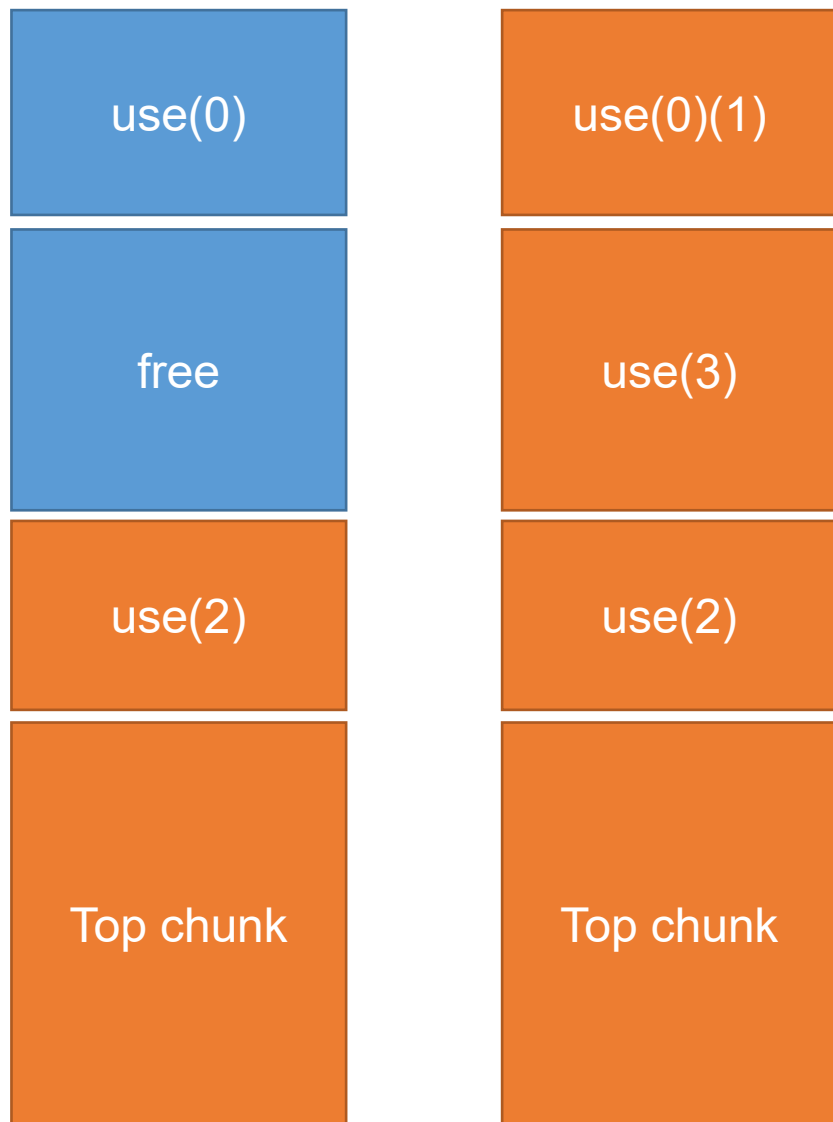 use(0)
free
use(2)
Top chunk
use(0)(1)
use(3)
use(2)
Top chunk